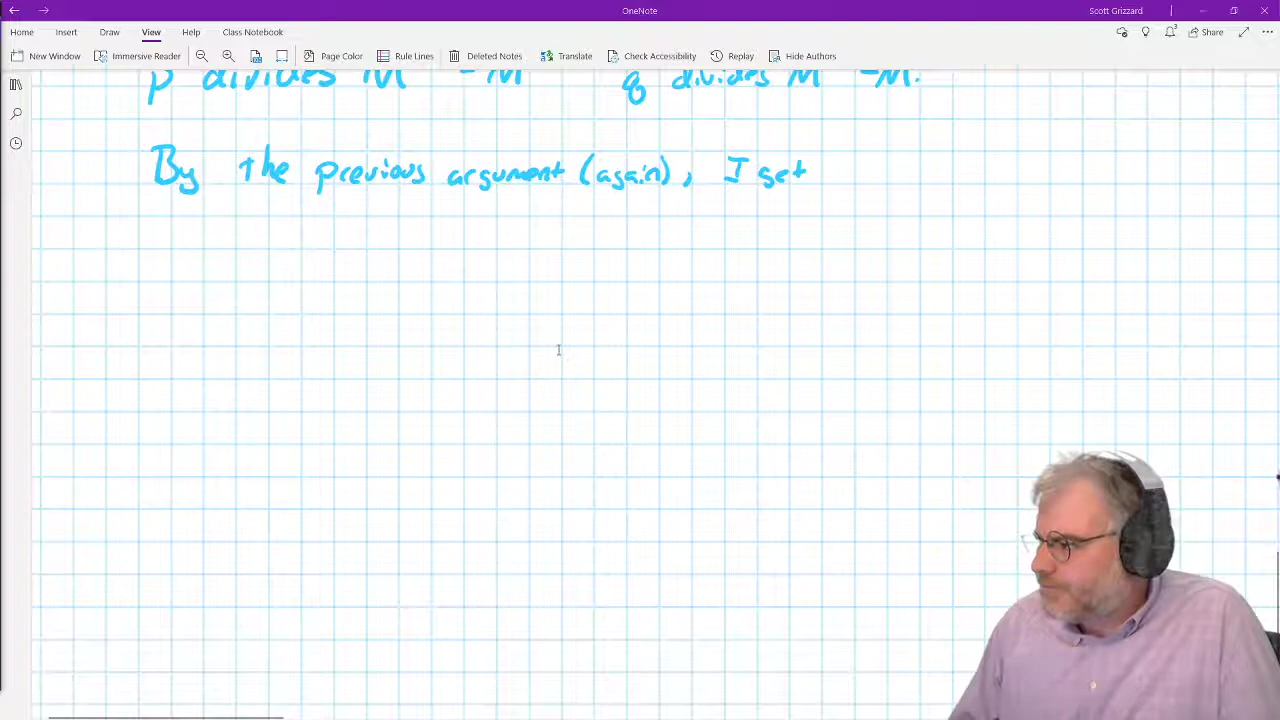 OneNote
Scott Grizzard
Home Insert Draw View Help Class Notebook
Share
New Window Immersive Reader Page Color Rule Lines Deleted Notes Translate Check Accessibility Replay Hide Authors
p divides M - M q divides M - M.
By the previous argument (again), I get